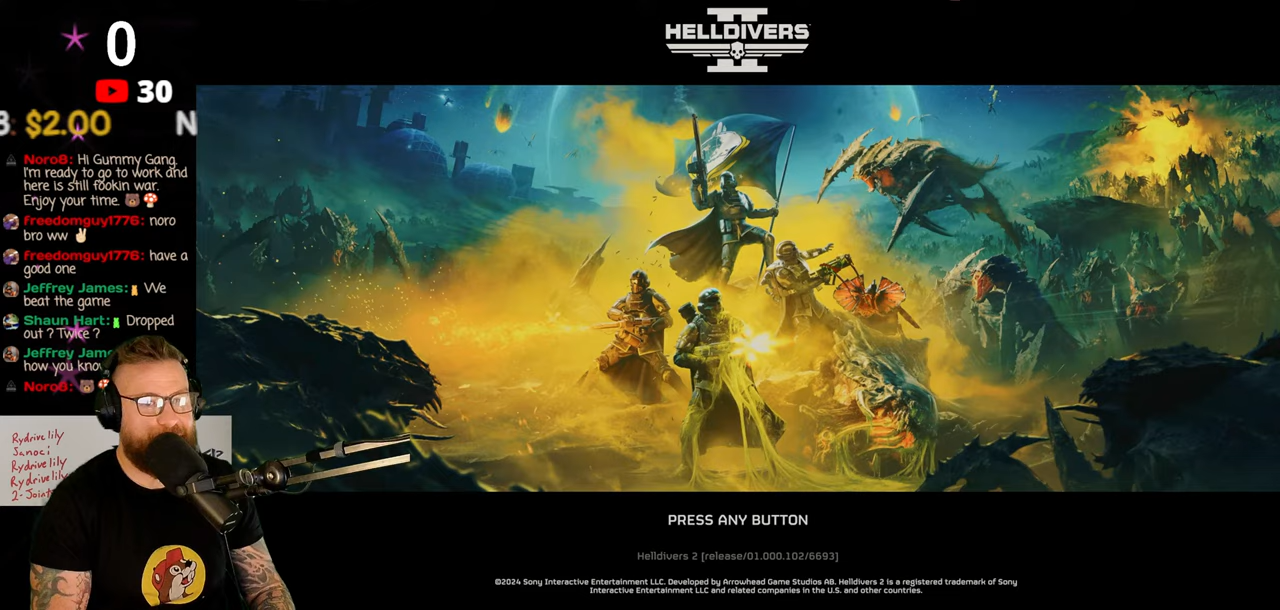 0
30
$2.00
N
Noro8: Hi Gummy Gang.
I'm ready to go to work and
here is still fookin war.
Enjoy your time. 🐻🍄
freedomguy1776: noro
bro ww ✌🏻
freedomguy1776: have a
good one
Jeffrey James: We
beat the game
Shaun Hart: Dropped
out ? Twice ?
Jeffrey Jame
how you know
Noro8: 🐻
Rydrivelily
Sanoci
Rydrivelily
Rydrivelily
2-Joint
HELLDIVERS
II
PRESS ANY BUTTON
Helldivers 2 [release/01.000.102/6693]
©2024 Sony Interactive Entertainment LLC. Developed by Arrowhead Game Studios AB. Helldivers 2 is a registered trademark of Sony
Interactive Entertainment LLC and related companies in the U.S. and other countries.